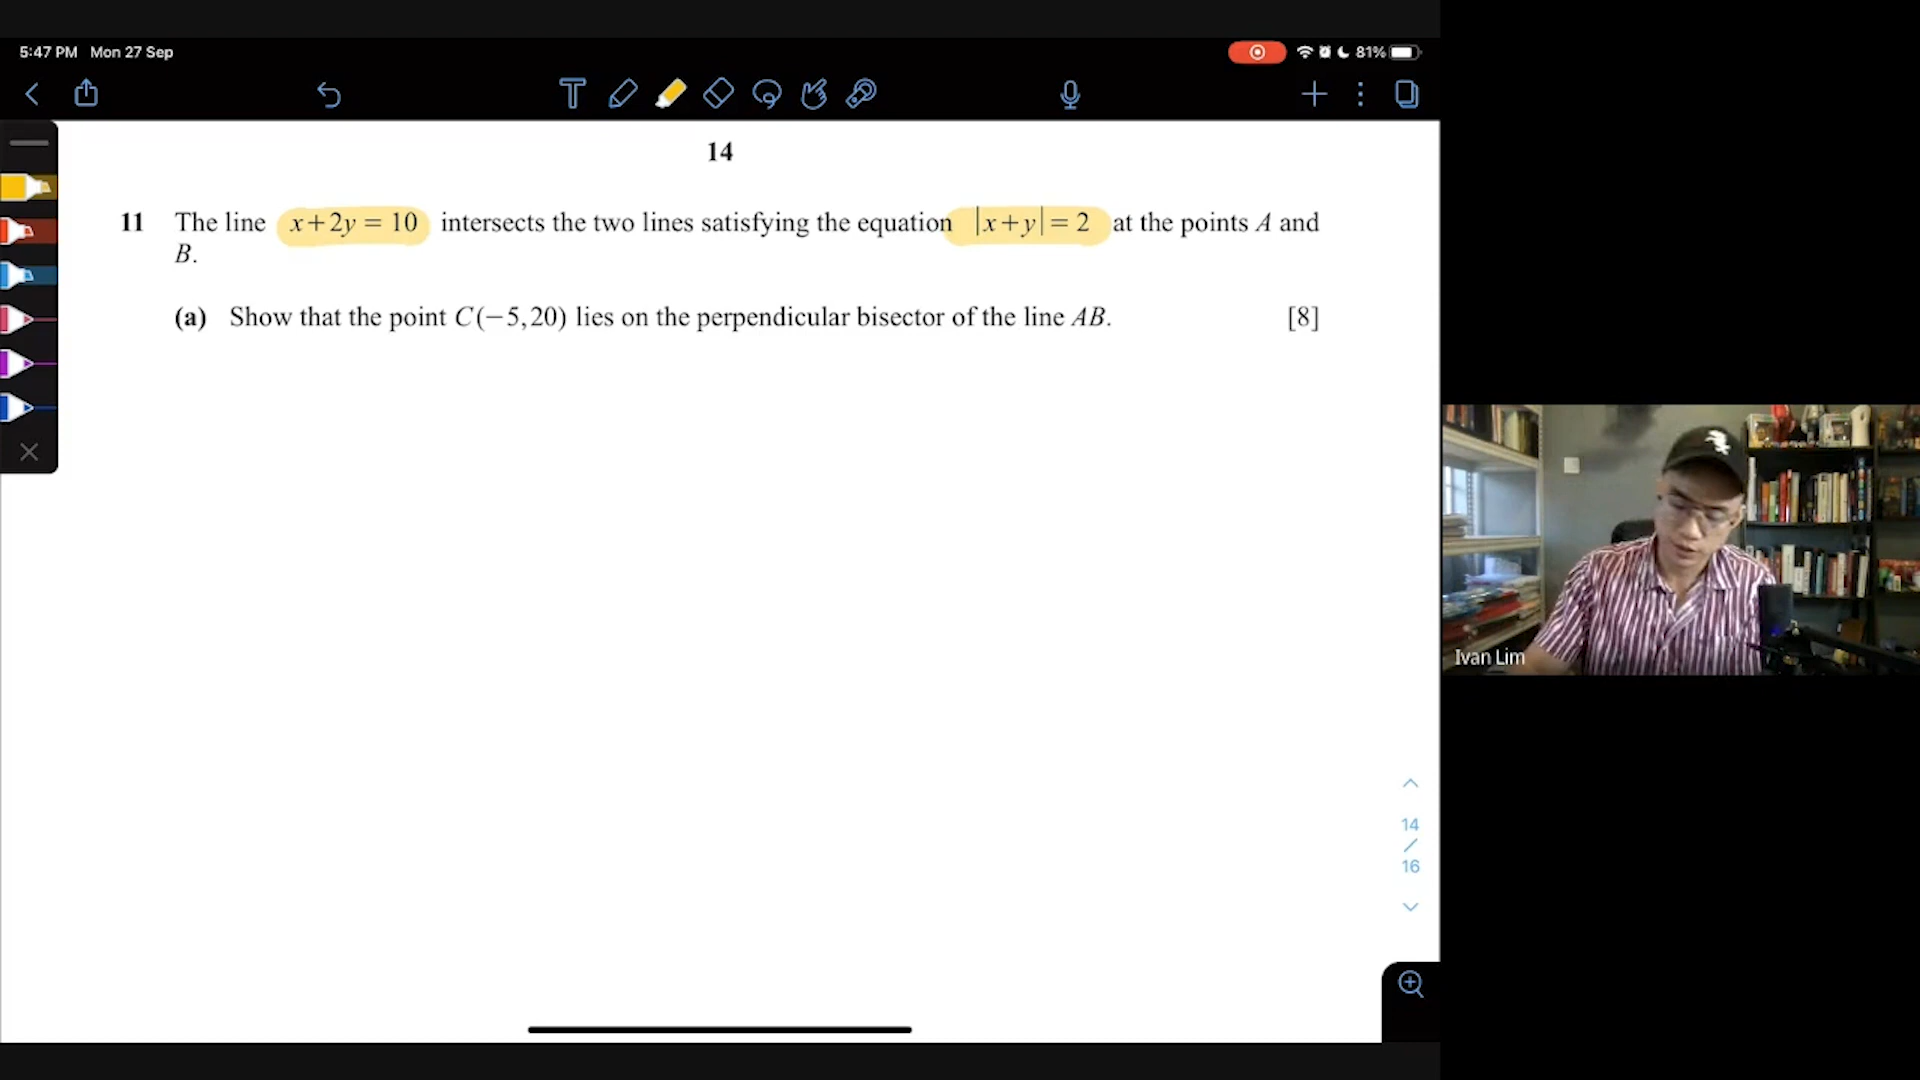 5:47 PM Mon 27 Sep
81%
14
11 The line x+2y = 10 intersects the two lines satisfying the equation |x+y| = 2 at the points A and
B.
(a) Show that the point C(−5,20) lies on the perpendicular bisector of the line AB. [8]
14
/
16
Ivan Lim